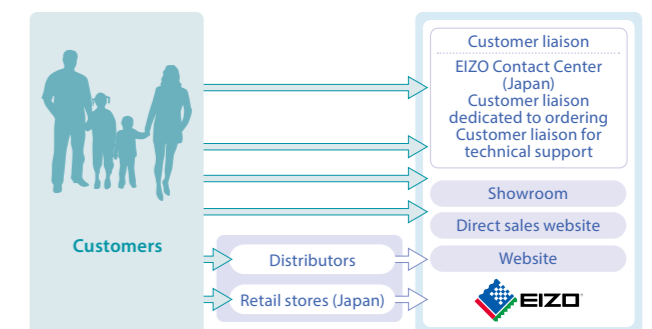 Customer liaison
EIZO Contact Center
(Japan)
Customer liaison
dedicated to ordering
Customer liaison for
technical support
Showroom
Direct sales website
Customers
Distributors
Website
Retail stores (Japan)
EIZO